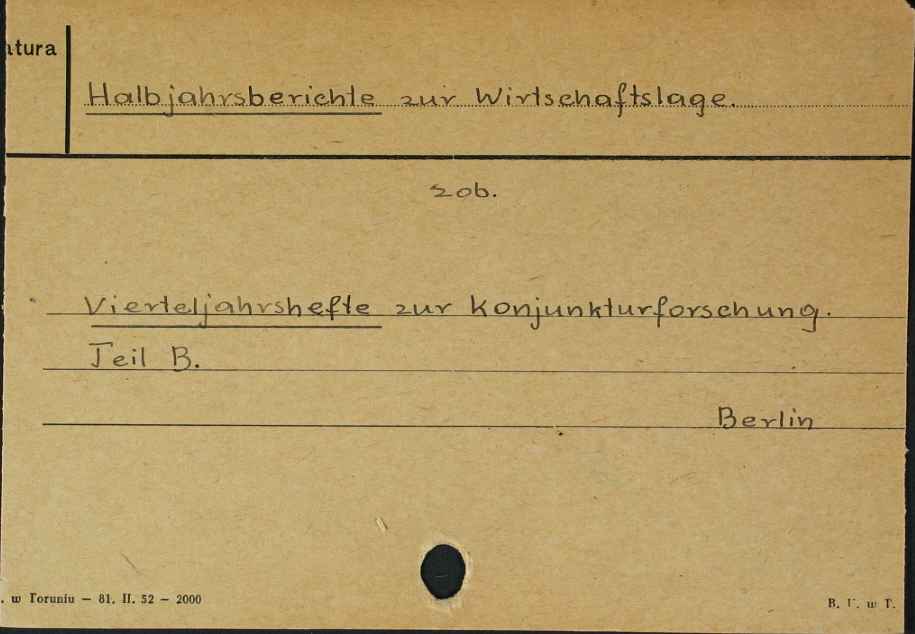 atura
Halbjahrsberichte zur Wirtschaftslage.
zob.
Vierteljahrshefte zur Konjunkturforschung.
Teil B.
Berlin
. w Toruniu — 81. II. 52 — 2000
B. U. w T.